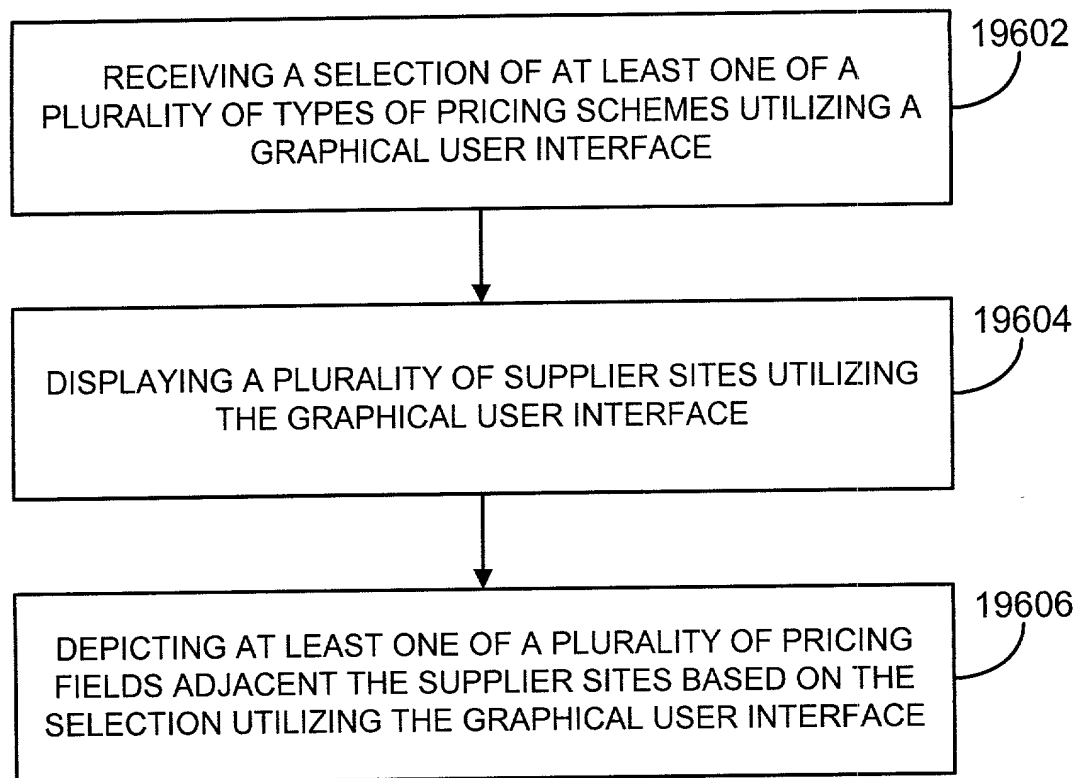 19602
RECEIVING A SELECTION OF AT LEAST ONE OF A
PLURALITY OF TYPES OF PRICING SCHEMES UTILIZING A
GRAPHICAL USER INTERFACE
19604
DISPLAYING A PLURALITY OF SUPPLIER SITES UTILIZING
THE GRAPHICAL USER INTERFACE
19606
DEPICTING AT LEAST ONE OF A PLURALITY OF PRICING
FIELDS ADJACENT THE SUPPLIER SITES BASED ON THE
SELECTION UTILIZING THE GRAPHICAL USER INTERFACE